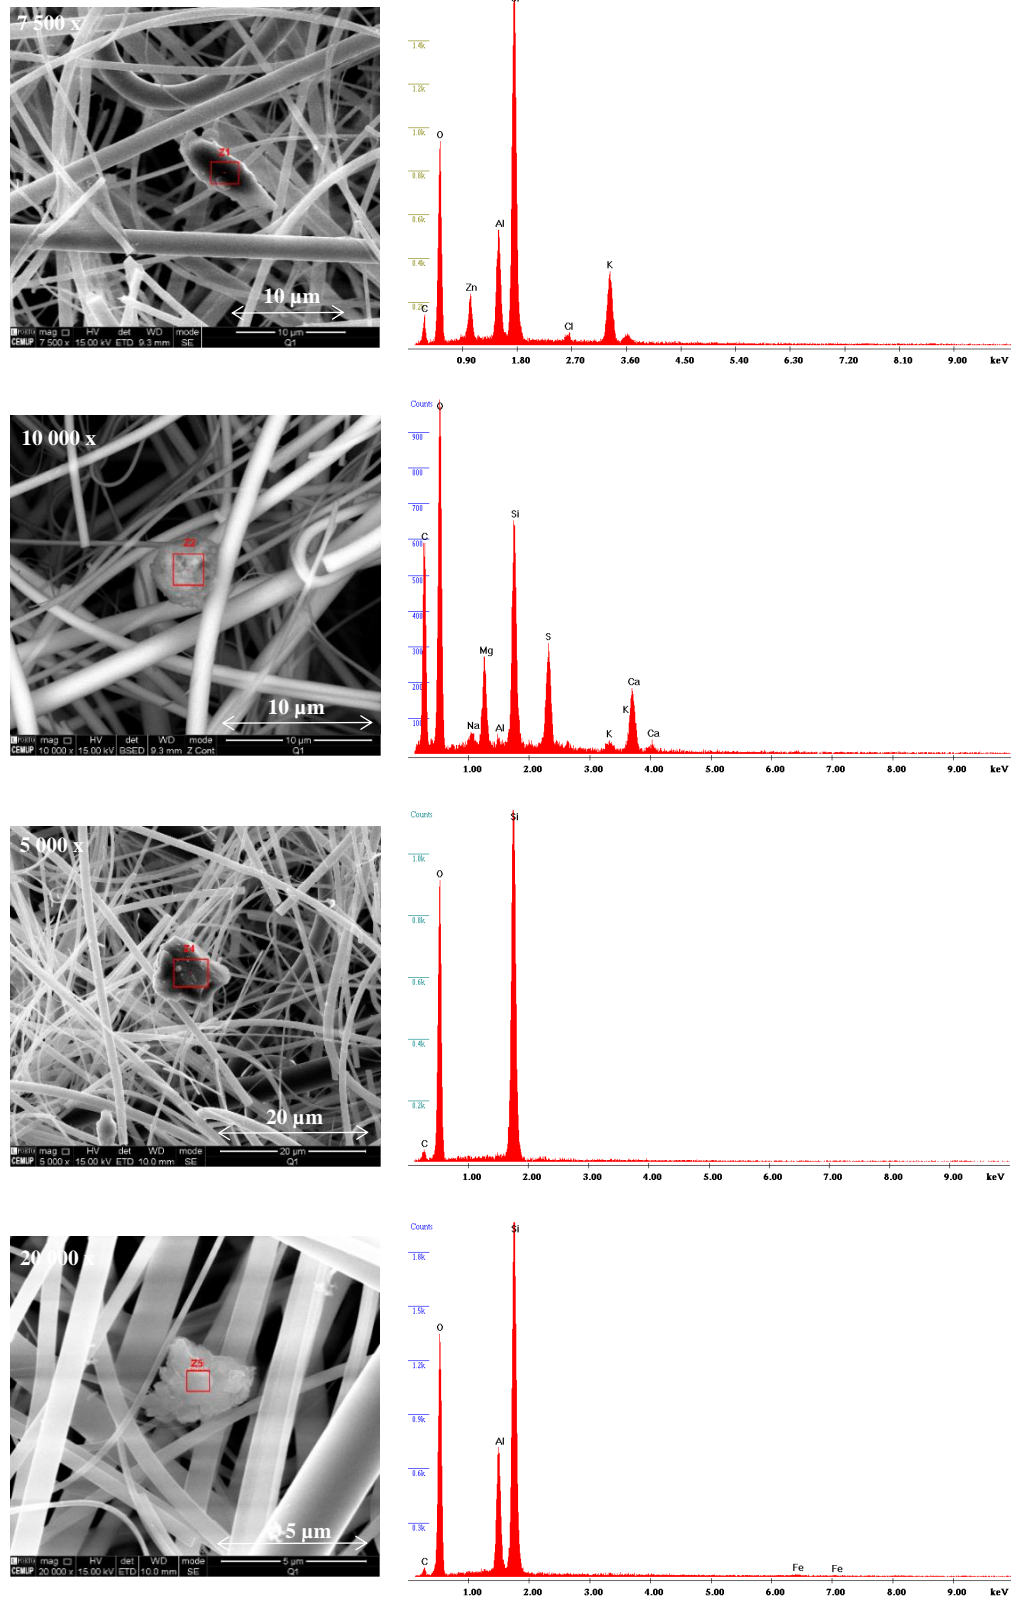 7 500 x
Z1
10 µm
mag □ HV det WD mode
10 µm
CEMUP 7 500 x 15.00 kV ETD 9.3 mm SE Q1
Si
1.4k
1.2k
1.0k
0.8k
0.6k
0.4k
0.2k
C
O
Zn
Al
Cl
K
0.90 1.80 2.70 3.60 4.50 5.40 6.30 7.20 8.10 9.00 keV
10 000 x
Z2
10 µm
mag □ HV det WD mode
10 µm
CEMUP 10 000 x 15.00 kV BSED 9.3 mm Z Cont Q1
Counts
900
800
700
600
500
400
300
200
100
C
O
Na
Mg
Al
Si
S
K
K
Ca
Ca
1.00 2.00 3.00 4.00 5.00 6.00 7.00 8.00 9.00 keV
5 000 x
Z4
20 µm
mag □ HV det WD mode
20 µm
CEMUP 5 000 x 15.00 kV ETD 10.0 mm SE Q1
Counts
1.0k
0.8k
0.6k
0.4k
0.2k
C
O
Si
1.00 2.00 3.00 4.00 5.00 6.00 7.00 8.00 9.00 keV
20 000 x
Z5
5 µm
mag □ HV det WD mode
5 µm
CEMUP 20 000 x 15.00 kV ETD 10.0 mm SE Q1
Counts
1.8k
1.5k
1.2k
0.9k
0.6k
0.3k
C
O
Al
Si
Fe
Fe
1.00 2.00 3.00 4.00 5.00 6.00 7.00 8.00 9.00 keV